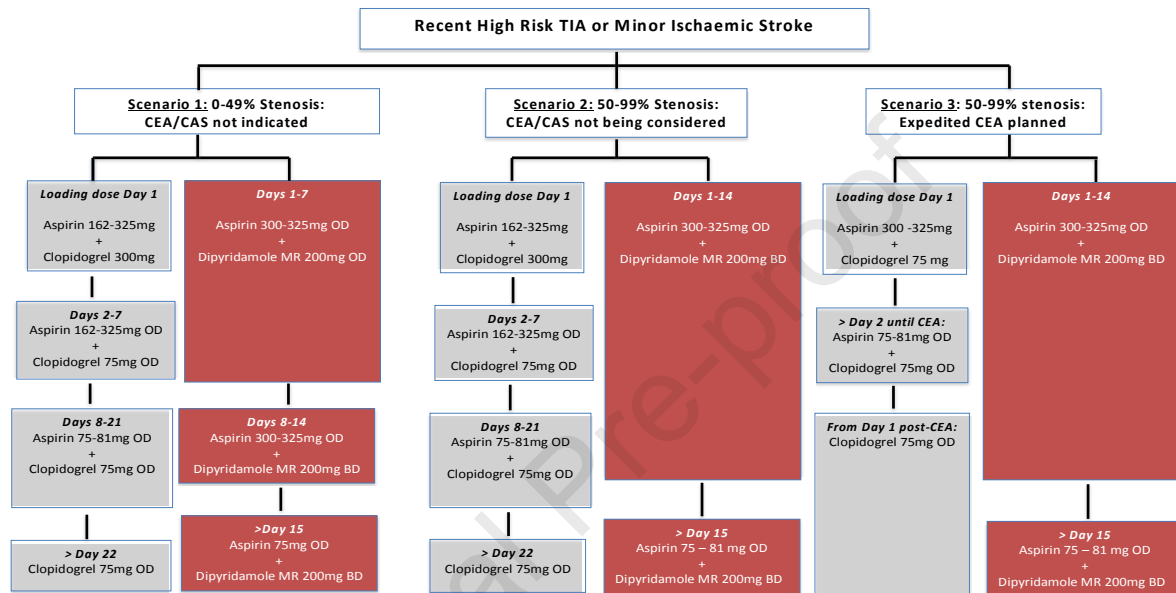 Recent High Risk TIA or Minor Ischaemic Stroke
Scenario 1: 0-49% Stenosis:
CEA/CAS not indicated
Loading dose Day 1
Aspirin 162-325mg
+
Clopidogrel 300mg
Days 2-7
Aspirin 162-325mg OD
+
Clopidogrel 75mg OD
Days 8-21
Aspirin 75-81mg OD
+
Clopidogrel 75mg OD
> Day 22
Clopidogrel 75mg OD
Days 1-7
Aspirin 300-325mg OD
+
Dipyridamole MR 200mg OD
Days 8-14
Aspirin 300-325mg OD
+
Dipyridamole MR 200mg BD
>Day 15
Aspirin 75mg OD
+
Dipyridamole MR 200mg BD
Scenario 2: 50-99% Stenosis:
CEA/CAS not being considered
Loading dose Day 1
Aspirin 162-325mg
+
Clopidogrel 300mg
Days 2-7
Aspirin 162-325mg OD
+
Clopidogrel 75mg OD
Days 8-21
Aspirin 75-81mg OD
+
Clopidogrel 75mg OD
> Day 22
Clopidogrel 75mg OD
Days 1-14
Aspirin 300-325mg OD
+
Dipyridamole MR 200mg BD
> Day 15
Aspirin 75 – 81 mg OD
+
Dipyridamole MR 200mg BD
Scenario 3: 50-99% stenosis:
Expedited CEA planned
Loading dose Day 1
Aspirin 300 -325mg
+
Clopidogrel 75 mg
> Day 2 until CEA:
Aspirin 75-81mg OD
+
Clopidogrel 75mg OD
From Day 1 post-CEA:
Clopidogrel 75mg OD
Days 1-14
Aspirin 300-325mg OD
+
Dipyridamole MR 200mg BD
> Day 15
Aspirin 75 – 81 mg OD
+
Dipyridamole MR 200mg BD
al Pre-proof